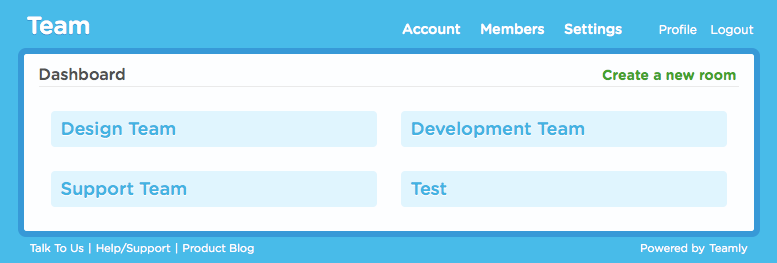 Team
Account Members Settings Profile Logout
Dashboard Create a new room
Design Team Development Team
Support Team Test
Talk To Us | Help/Support | Product Blog Powered by Teamly